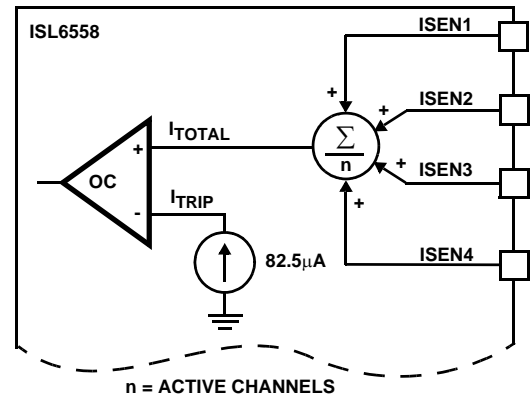 ISL6558
ISEN1
+
ISEN2
+
I_TOTAL
Σ
n
+
OC
+
ISEN3
I_TRIP
-
+
82.5μA
ISEN4
n = ACTIVE CHANNELS